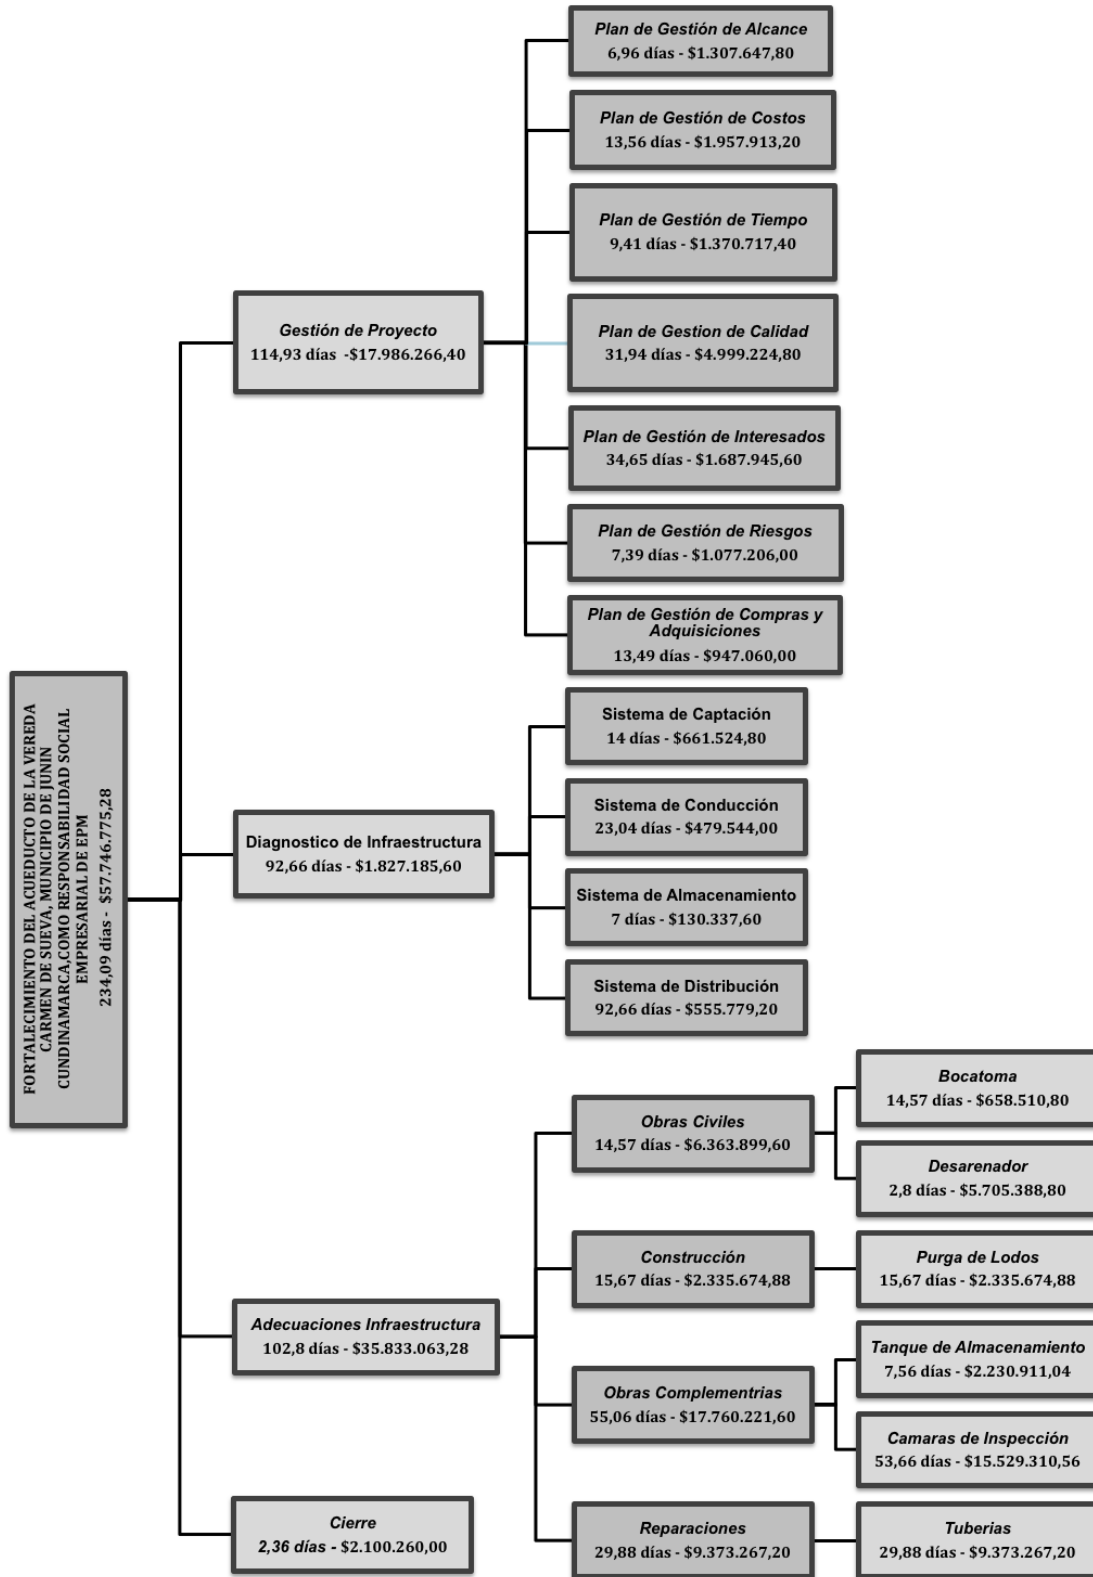 FORTALECIMIENTO DEL ACUEDUCTO DE LA VEREDA
CARMEN DE SUEVA, MUNICIPIO DE JUNIN
CUNDINAMARCA,COMO RESPONSABILIDAD SOCIAL
EMPRESARIAL DE EPM
234,09 días - $57.746.775,28
Gestión de Proyecto
114,93 días -$17.986.266,40
Plan de Gestión de Alcance
6,96 días - $1.307.647,80
Plan de Gestión de Costos
13,56 días - $1.957.913,20
Plan de Gestión de Tiempo
9,41 días - $1.370.717,40
Plan de Gestion de Calidad
31,94 días - $4.999.224,80
Plan de Gestión de Interesados
34,65 días - $1.687.945,60
Plan de Gestión de Riesgos
7,39 días - $1.077.206,00
Plan de Gestión de Compras y
Adquisiciones
13,49 días - $947.060,00
Diagnostico de Infraestructura
92,66 días - $1.827.185,60
Sistema de Captación
14 días - $661.524,80
Sistema de Conducción
23,04 días - $479.544,00
Sistema de Almacenamiento
7 días - $130.337,60
Sistema de Distribución
92,66 días - $555.779,20
Adecuaciones Infraestructura
102,8 días - $35.833.063,28
Obras Civiles
14,57 días - $6.363.899,60
Bocatoma
14,57 días - $658.510,80
Desarenador
2,8 días - $5.705.388,80
Construcción
15,67 días - $2.335.674,88
Purga de Lodos
15,67 días - $2.335.674,88
Obras Complementrias
55,06 días - $17.760.221,60
Tanque de Almacenamiento
7,56 días - $2.230.911,04
Camaras de Inspección
53,66 días - $15.529.310,56
Reparaciones
29,88 días - $9.373.267,20
Tuberias
29,88 días - $9.373.267,20
Cierre
2,36 días - $2.100.260,00